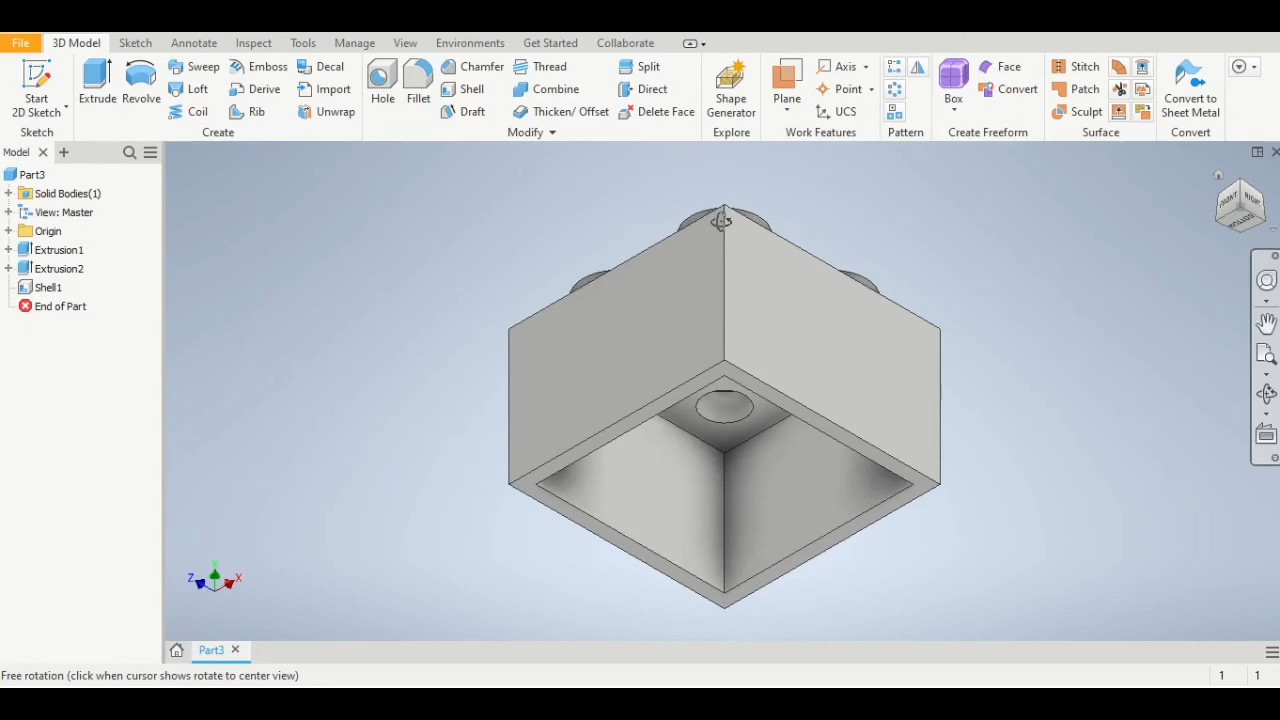 File 3D Model Sketch Annotate Inspect Tools Manage View Environments Get Started Collaborate
Sweep Emboss Decal Chamfer Thread Split Axis Face Stitch
Start 2D Sketch Extrude Revolve Loft Derive Import Hole Fillet Shell Combine Direct Shape Generator Plane Point Box Convert Patch Convert to Sheet Metal
Coil Rib Unwrap Draft Thicken/ Offset Delete Face UCS Sculpt
Sketch Create Modify Explore Work Features Pattern Create Freeform Surface Convert
Model
Part3
Solid Bodies(1)
View: Master
Origin
Extrusion1
Extrusion2
Shell1
End of Part
FRONT RIGHT
BOTTOM
Y
Z X
Part3
Free rotation (click when cursor shows rotate to center view) 1 1